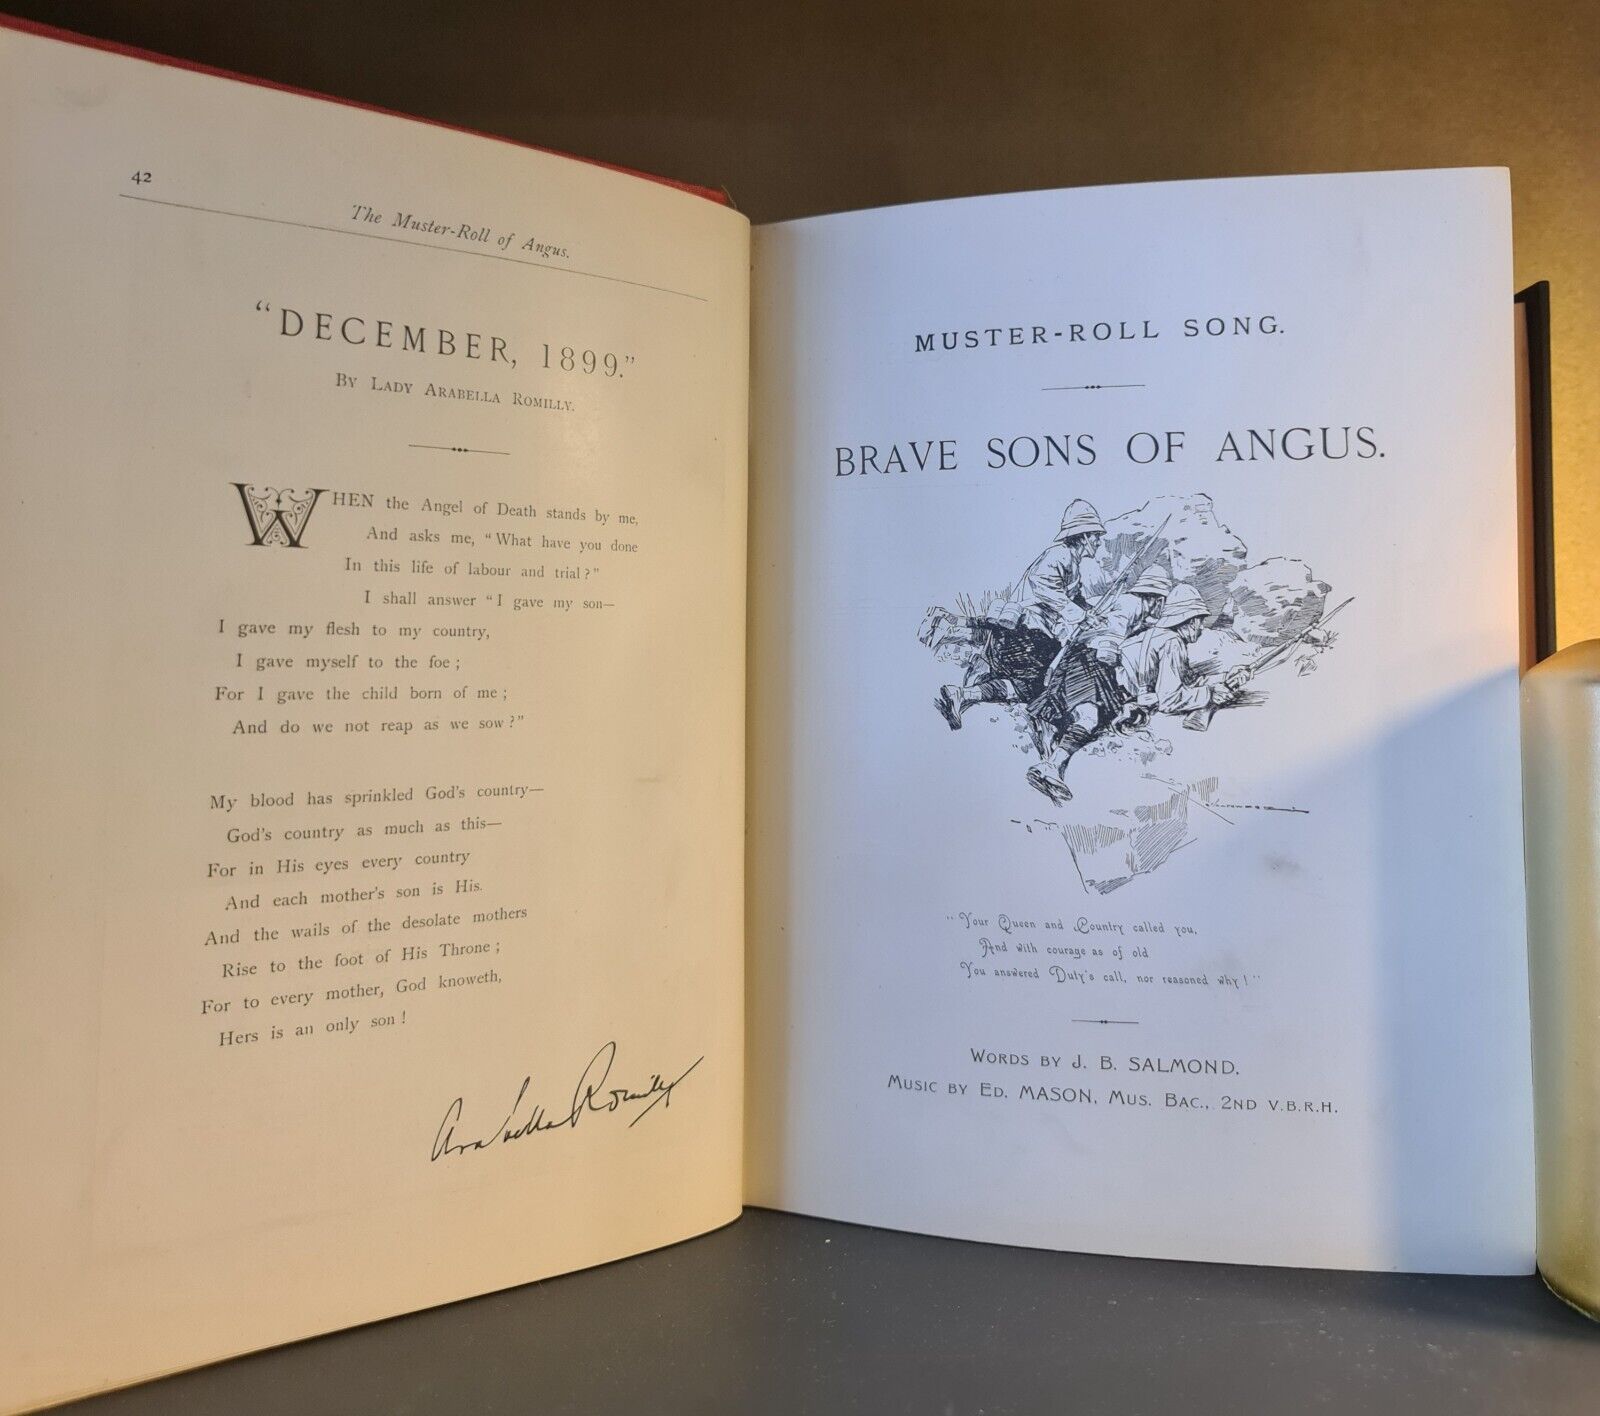 42
The Muster-Roll of Angus.
"DECEMBER, 1899."
BY LADY ARABELLA ROMILLY.
WHEN the Angel of Death stands by me,
And asks me, "What have you done
In this life of labour and trial?"
I shall answer "I gave my son—
I gave my flesh to my country,
I gave myself to the foe;
For I gave the child born of me;
And do we not reap as we sow?"
My blood has sprinkled God's country—
God's country as much as this—
For in His eyes every country
And each mother's son is His.
And the wails of the desolate mothers
Rise to the foot of His Throne;
For to every mother, God knoweth,
Hers is an only son!
Arabella Romilly
MUSTER-ROLL SONG.
BRAVE SONS OF ANGUS.
"Your Queen and Country called you,
And with courage as of old
You answered Duty's call, nor reasoned why!"
WORDS BY J. B. SALMOND.
MUSIC BY ED. MASON, MUS. BAC., 2ND V.B.R.H.